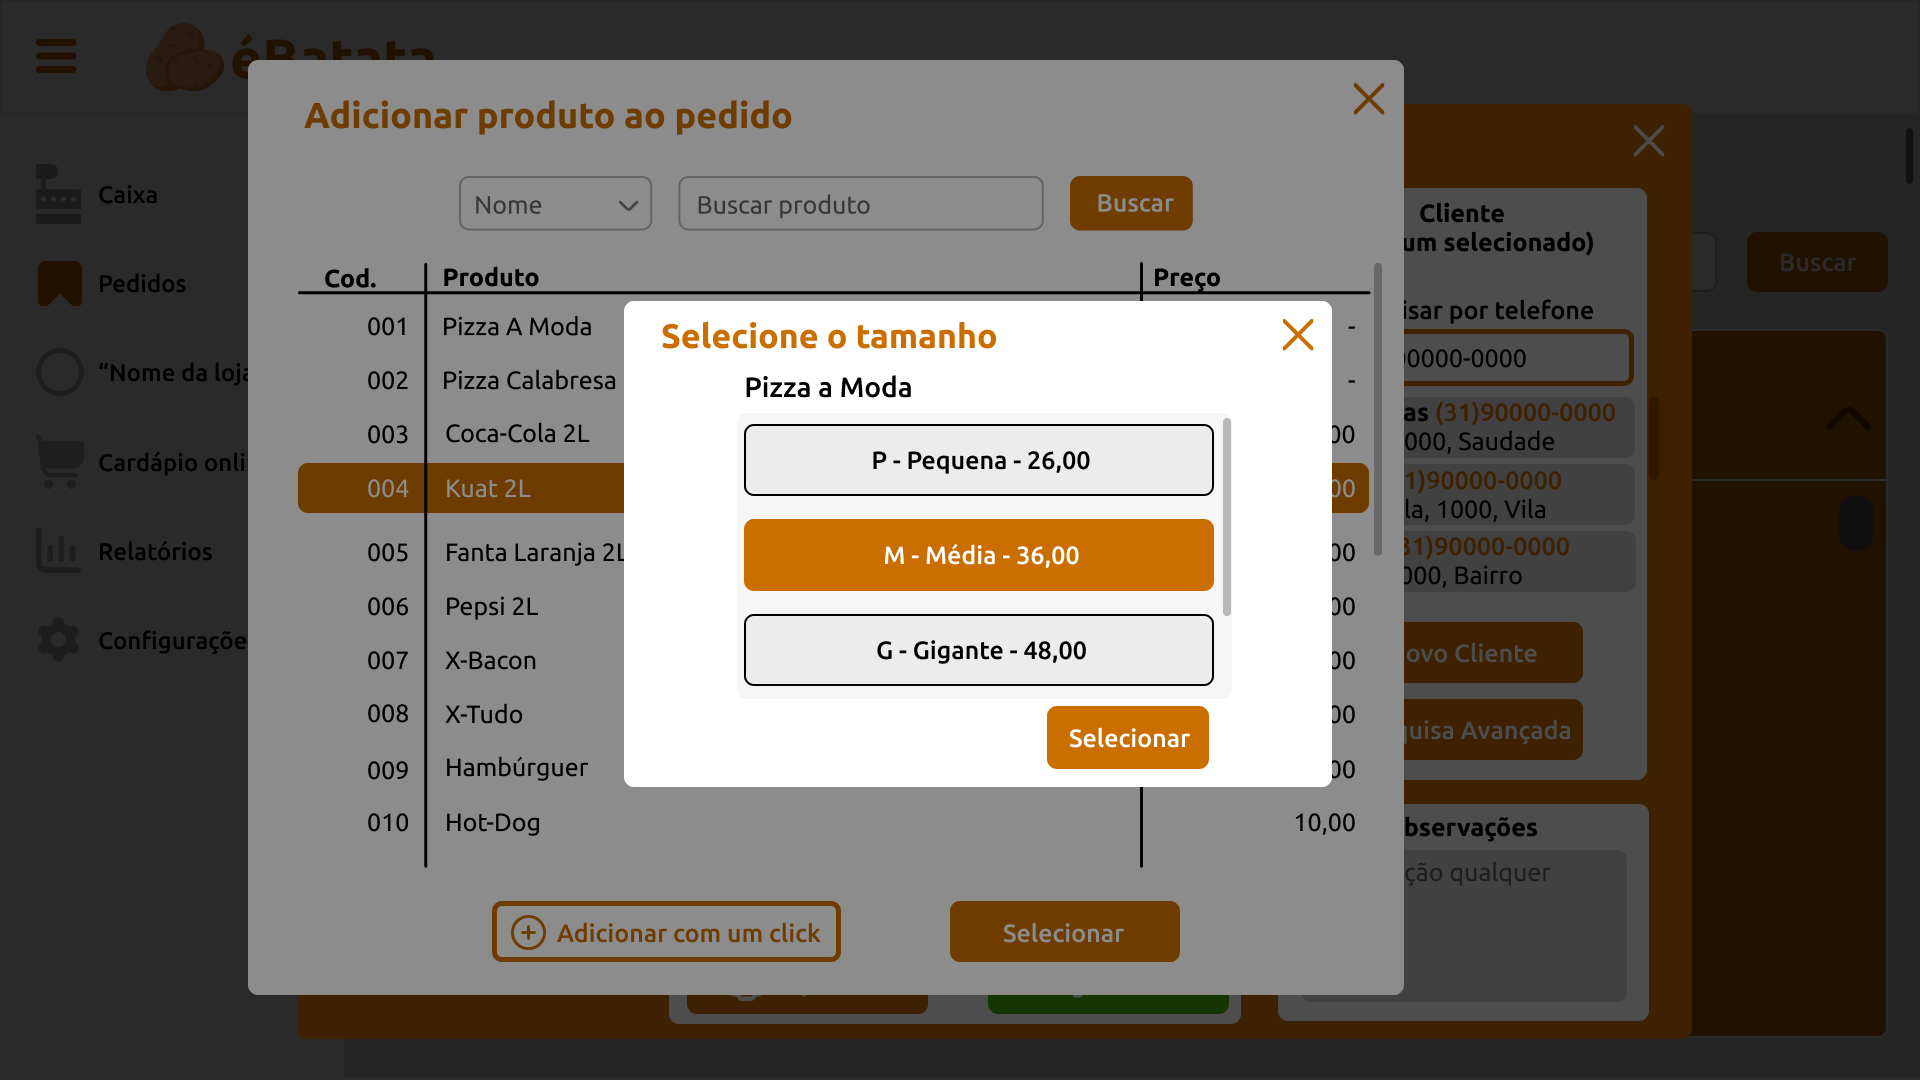 éBatata
Adicionar produto ao pedido
Caixa
Pedidos
“Nome da loja
Cardápio onli
Relatórios
Configuraçõe
Nome
Buscar produto
Buscar
Cod. Produto Preço
001 Pizza A Moda -
002 Pizza Calabresa -
003 Coca-Cola 2L 00
004 Kuat 2L 00
005 Fanta Laranja 2L 00
006 Pepsi 2L 00
007 X-Bacon 00
008 X-Tudo 00
009 Hambúrguer 00
010 Hot-Dog 10,00
Adicionar com um click
Selecionar
Selecione o tamanho
Pizza a Moda
P - Pequena - 26,00
M - Média - 36,00
G - Gigante - 48,00
Selecionar
Cliente
um selecionado)
isar por telefone
0000-0000
as (31)90000-0000
000, Saudade
1)90000-0000
la, 1000, Vila
31)90000-0000
000, Bairro
ovo Cliente
quisa Avançada
bservações
ção qualquer
Buscar